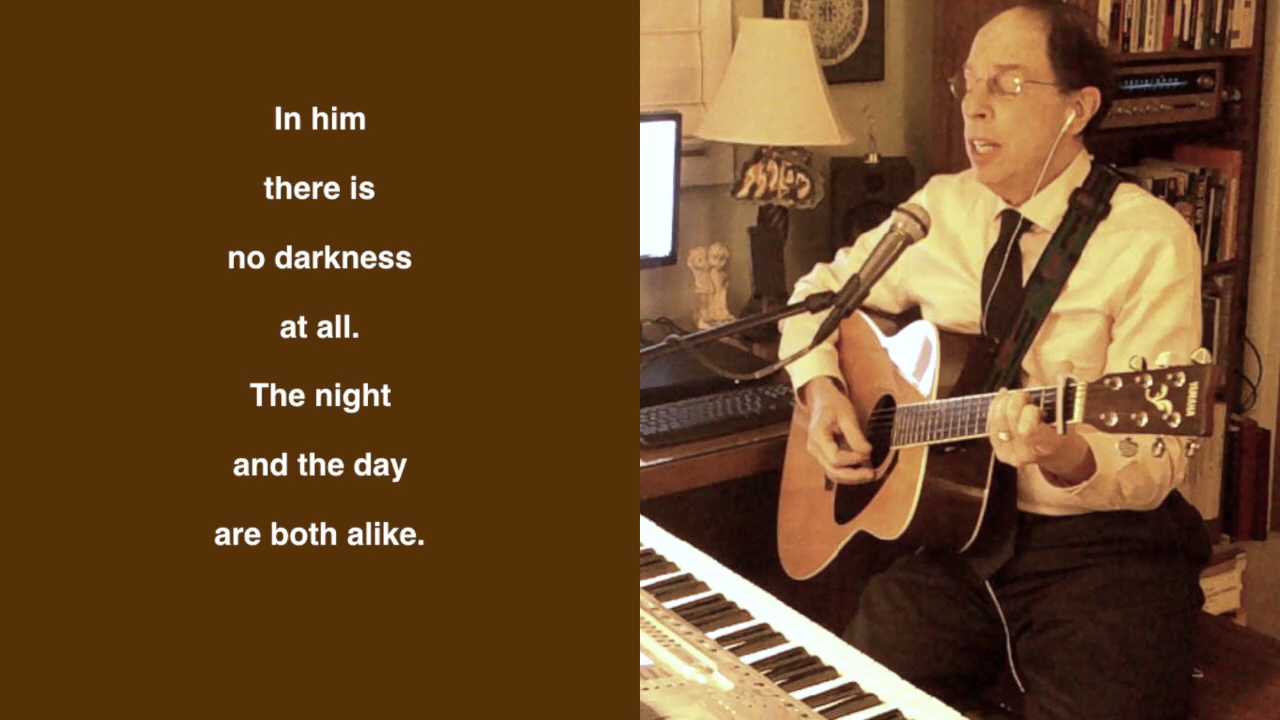 In him
there is
no darkness
at all.
The night
and the day
are both alike.
YAMAHA